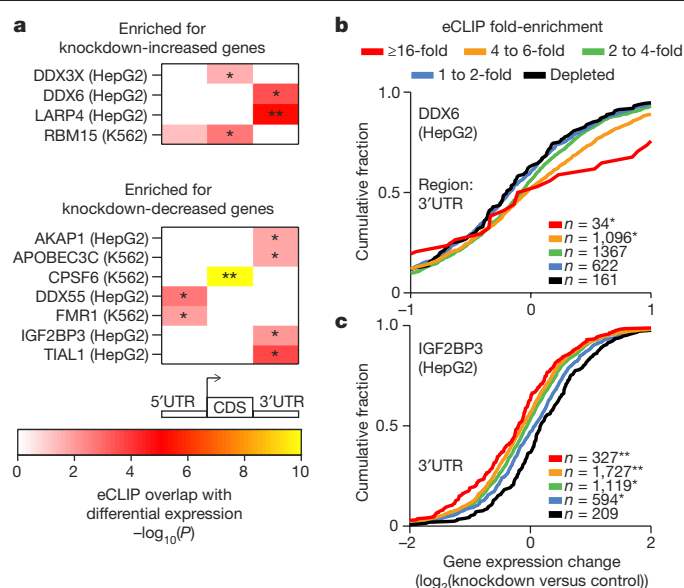 a
Enriched for
knockdown-increased genes
DDX3X (HepG2)
*
DDX6 (HepG2)
*
LARP4 (HepG2)
**
RBM15 (K562)
*
Enriched for
knockdown-decreased genes
AKAP1 (HepG2)
*
APOBEC3C (K562)
*
CPSF6 (K562)
**
DDX55 (HepG2)
*
FMR1 (K562)
*
IGF2BP3 (HepG2)
*
TIAL1 (HepG2)
*
5′UTR CDS 3′UTR
0 2 4 6 8 10
eCLIP overlap with
differential expression
–log10(P)
b
eCLIP fold-enrichment
≥16-fold 4 to 6-fold 2 to 4-fold
1 to 2-fold Depleted
1.0
DDX6
(HepG2)
Cumulative fraction
0.5
Region:
3′UTR
n = 34*
n = 1,096*
n = 1367
n = 622
n = 161
0
–1 0 1
c
1.0
IGF2BP3
(HepG2)
Cumulative fraction
0.5
3′UTR
n = 327**
n = 1,727**
n = 1,119*
n = 594*
n = 209
0
–2 0 2
Gene expression change
(log2(knockdown versus control))